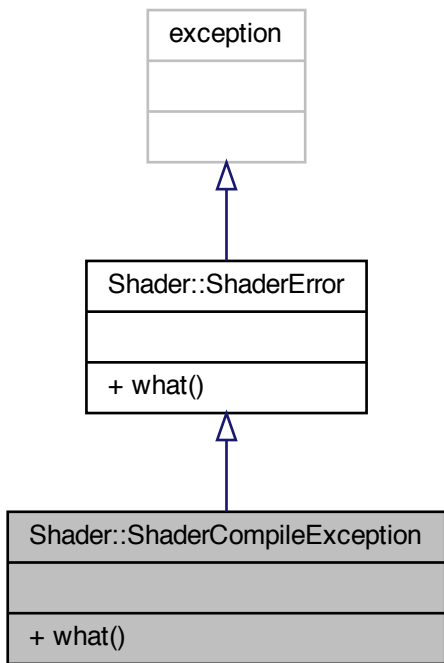 exception
Shader::ShaderError
+ what()
Shader::ShaderCompileException
+ what()